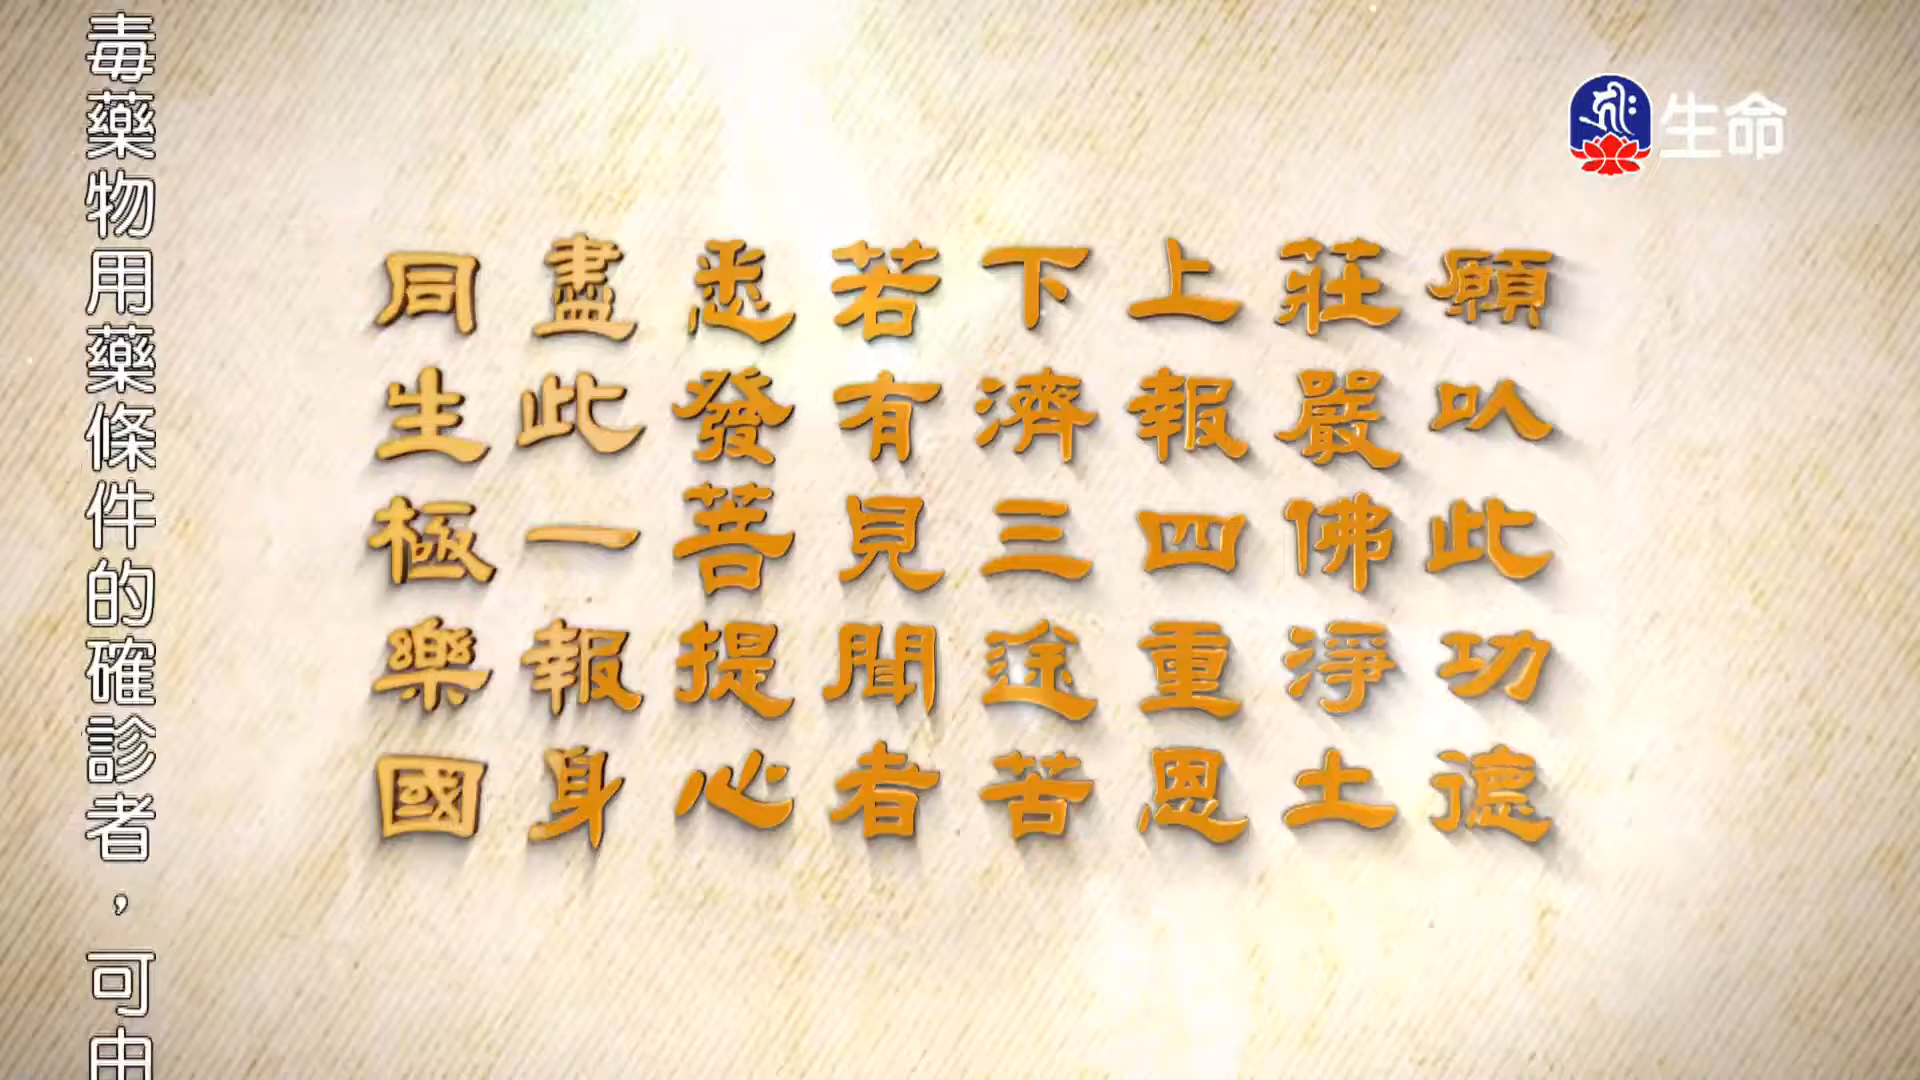 願以此功德
莊嚴佛淨土
上報四重恩
下濟三途苦
若有見聞者
悉發菩提心
盡此一報身
同生極樂國
生命
毒藥物用藥條件的確診者，可由